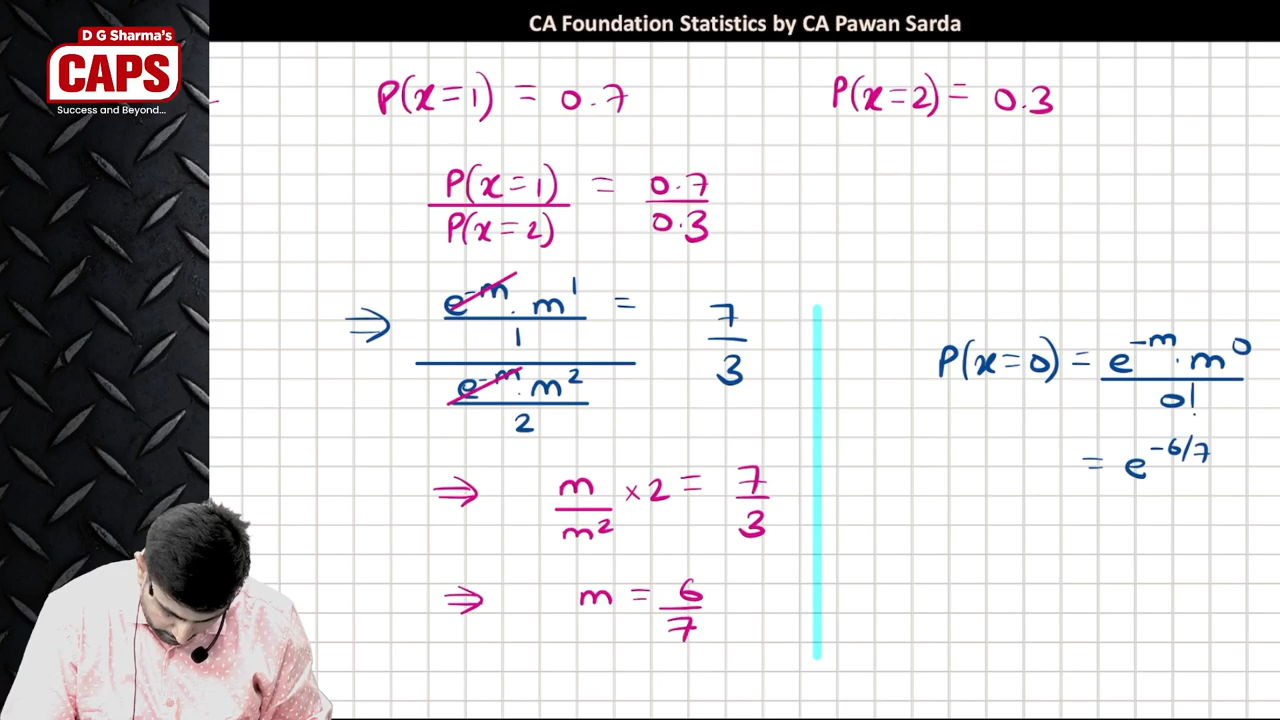 CA Foundation Statistics by CA Pawan Sarda
D G Sharma's
CAPS
Success and Beyond...
P(x=1) = 0.7
P(x=2) = 0.3
P(x=1) / P(x=2) = 0.7 / 0.3
⇒ (e^-m . m^1 / 1) / (e^-m . m^2 / 2) = 7/3
⇒ m/m^2 × 2 = 7/3
⇒ m = 6/7
P(x=0) = e^-m . m^0 / 0!
= e^-6/7